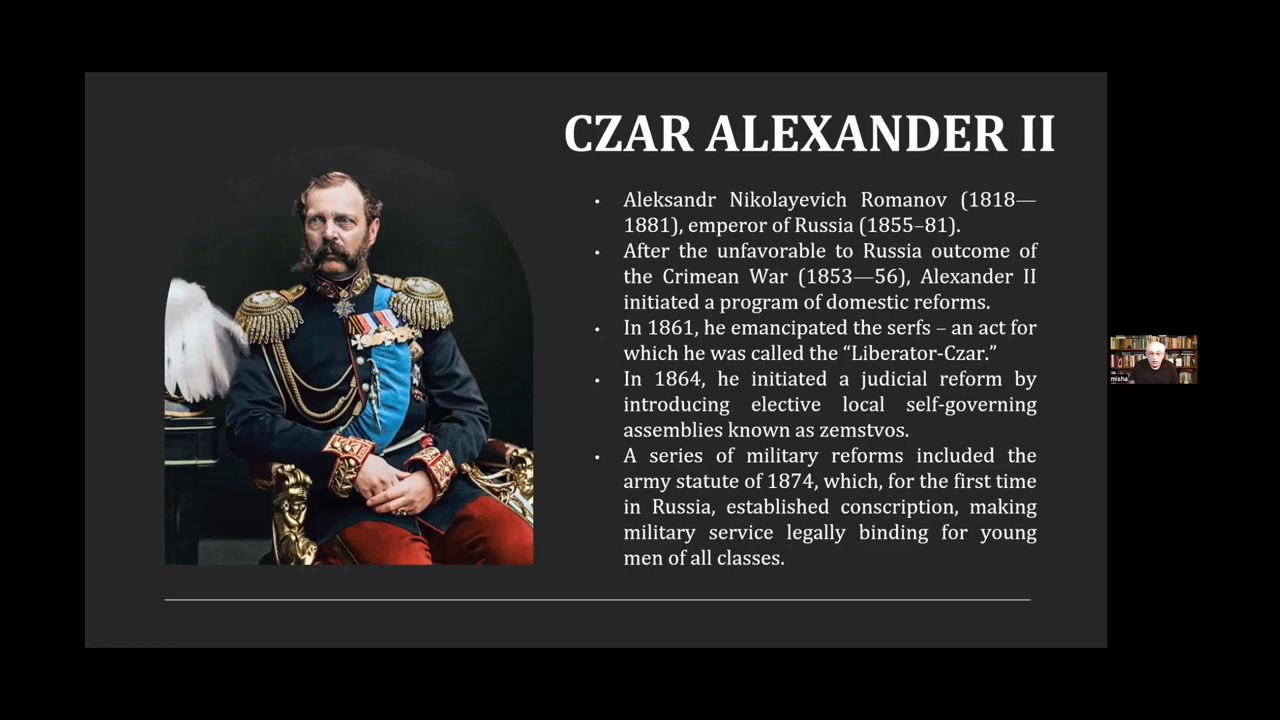 CZAR ALEXANDER II
• Aleksandr Nikolayevich Romanov (1818—
1881), emperor of Russia (1855–81).
• After the unfavorable to Russia outcome of
the Crimean War (1853—56), Alexander II
initiated a program of domestic reforms.
• In 1861, he emancipated the serfs – an act for
which he was called the “Liberator-Czar.”
• In 1864, he initiated a judicial reform by
introducing elective local self-governing
assemblies known as zemstvos.
• A series of military reforms included the
army statute of 1874, which, for the first time
in Russia, established conscription, making
military service legally binding for young
men of all classes.
misha